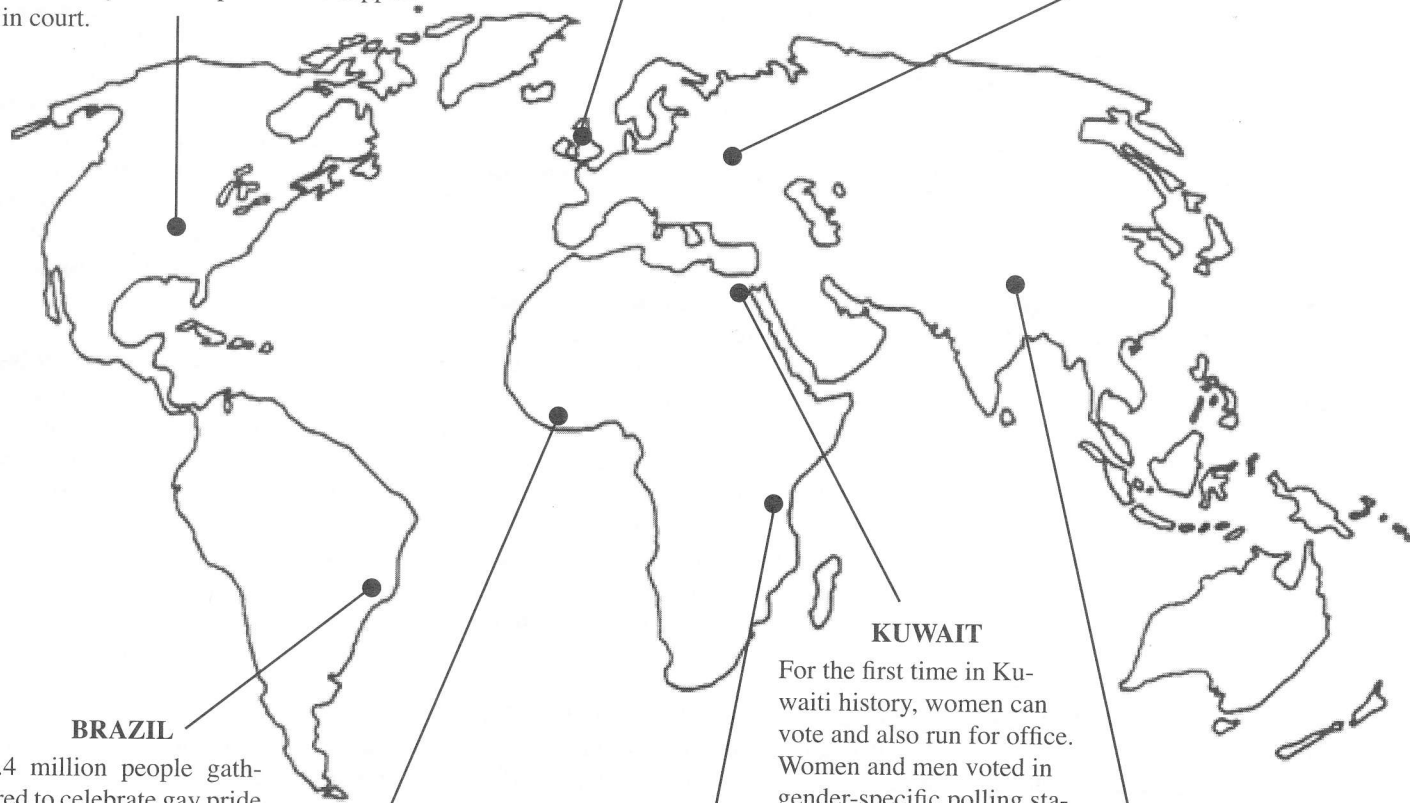 in court.
KUWAIT
For the first time in Ku-
waiti history, women can
vote and also run for office.
Women and men voted in
gender-specific polling sta-
BRAZIL
.4 million people gath-
red to celebrate gay pride